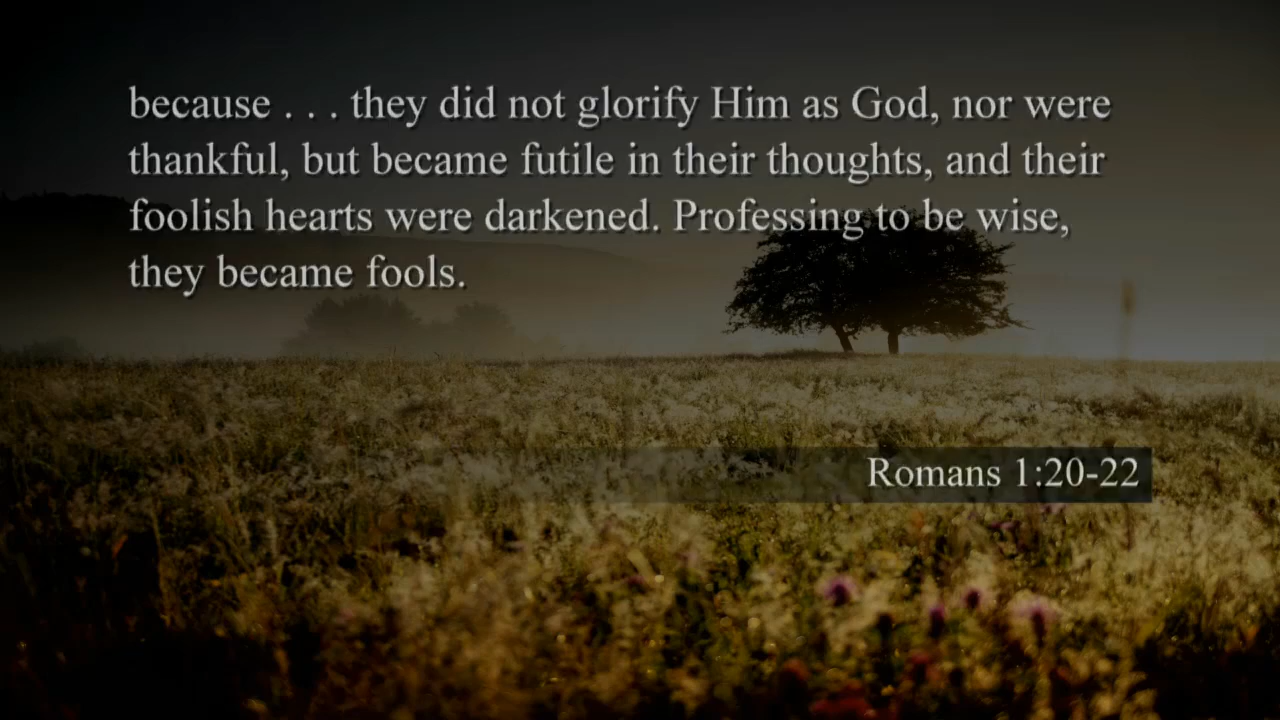 because . . . they did not glorify Him as God, nor were
thankful, but became futile in their thoughts, and their
foolish hearts were darkened. Professing to be wise,
they became fools.
Romans 1:20-22